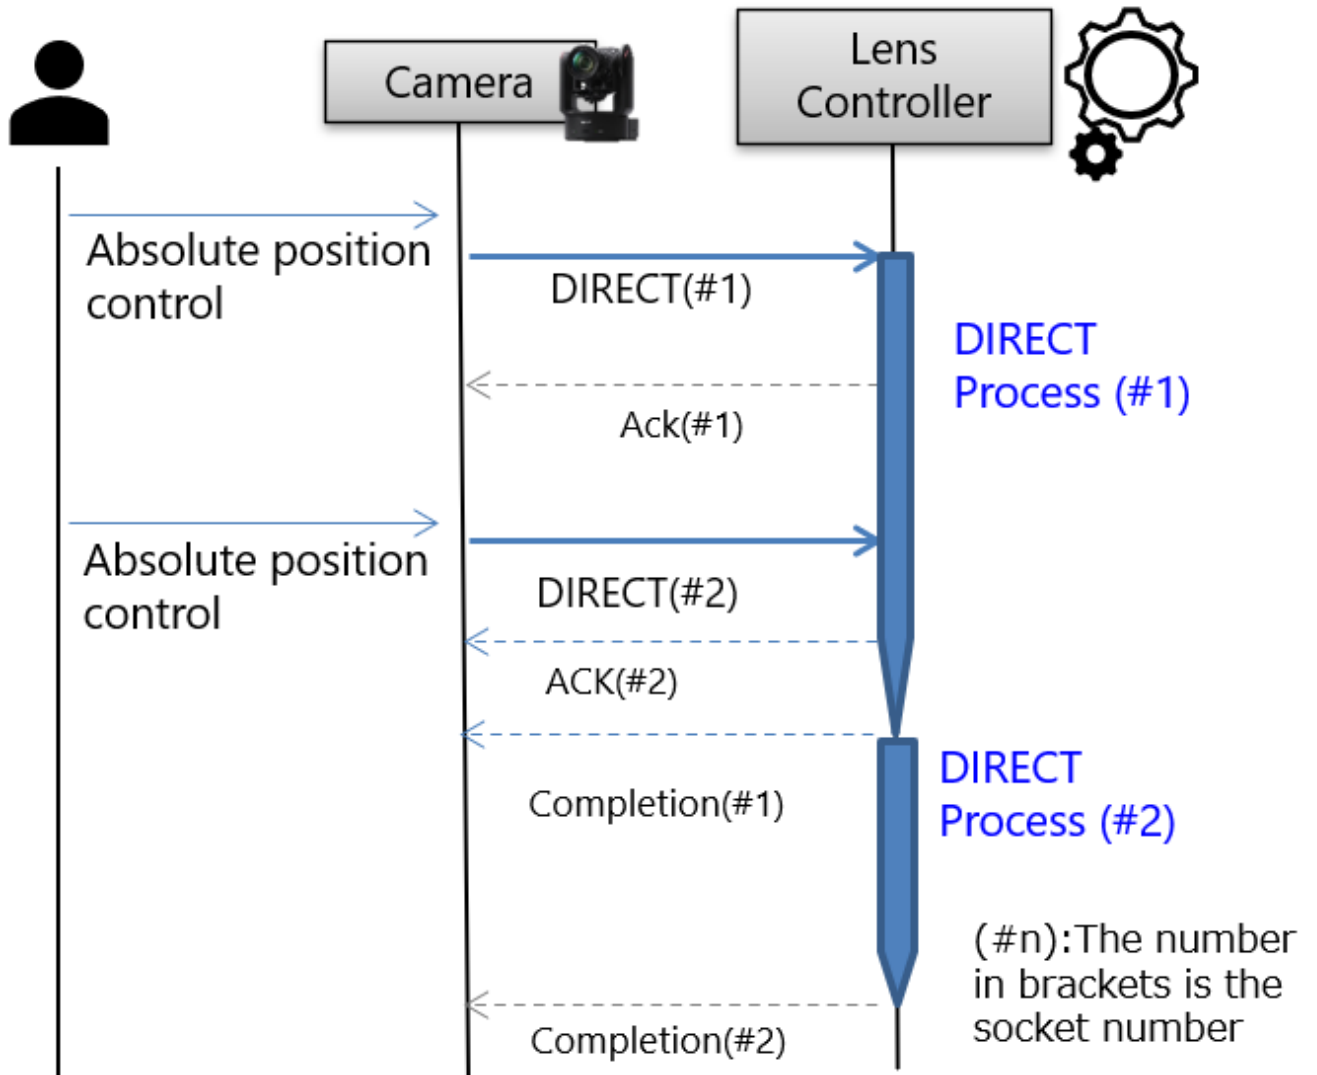 Camera
Lens
Controller
Absolute position
control
DIRECT(#1)
DIRECT
Process (#1)
Ack(#1)
Absolute position
control
DIRECT(#2)
ACK(#2)
Completion(#1)
DIRECT
Process (#2)
(#n):The number
in brackets is the
socket number
Completion(#2)